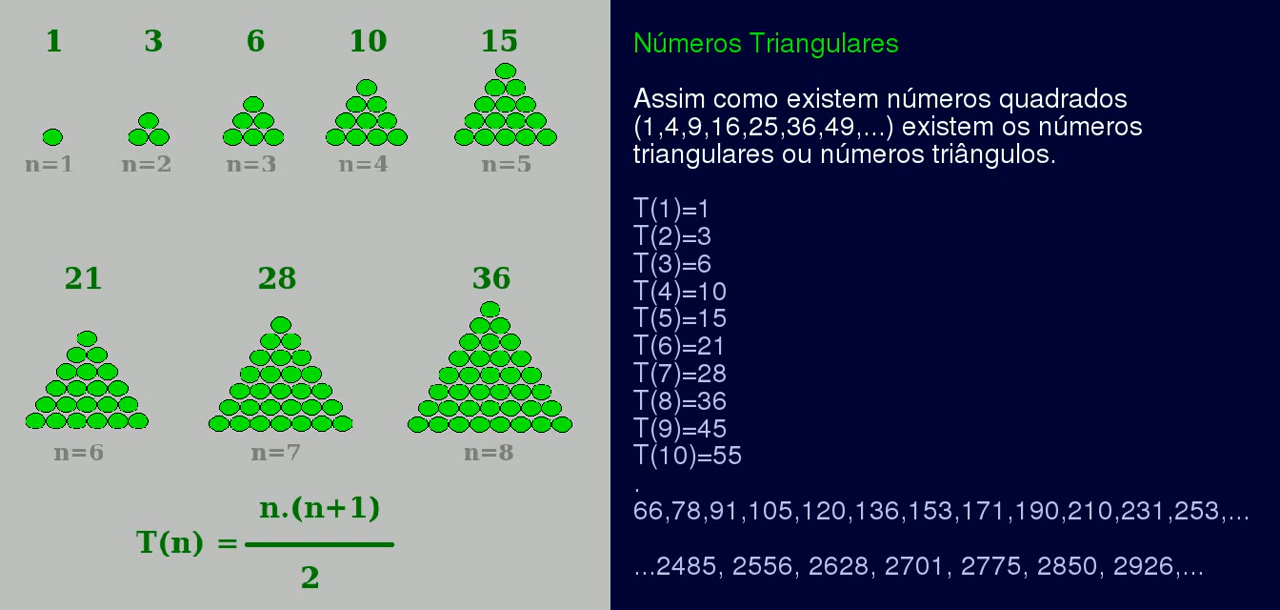 1 3 6 10 15
n=1 n=2 n=3 n=4 n=5
21 28 36
n=6 n=7 n=8
n.(n+1)
T(n) =
2
Números Triangulares
Assim como existem números quadrados
(1,4,9,16,25,36,49,...) existem os números
triangulares ou números triângulos.
T(1)=1
T(2)=3
T(3)=6
T(4)=10
T(5)=15
T(6)=21
T(7)=28
T(8)=36
T(9)=45
T(10)=55
.
66,78,91,105,120,136,153,171,190,210,231,253,...
...2485, 2556, 2628, 2701, 2775, 2850, 2926,...